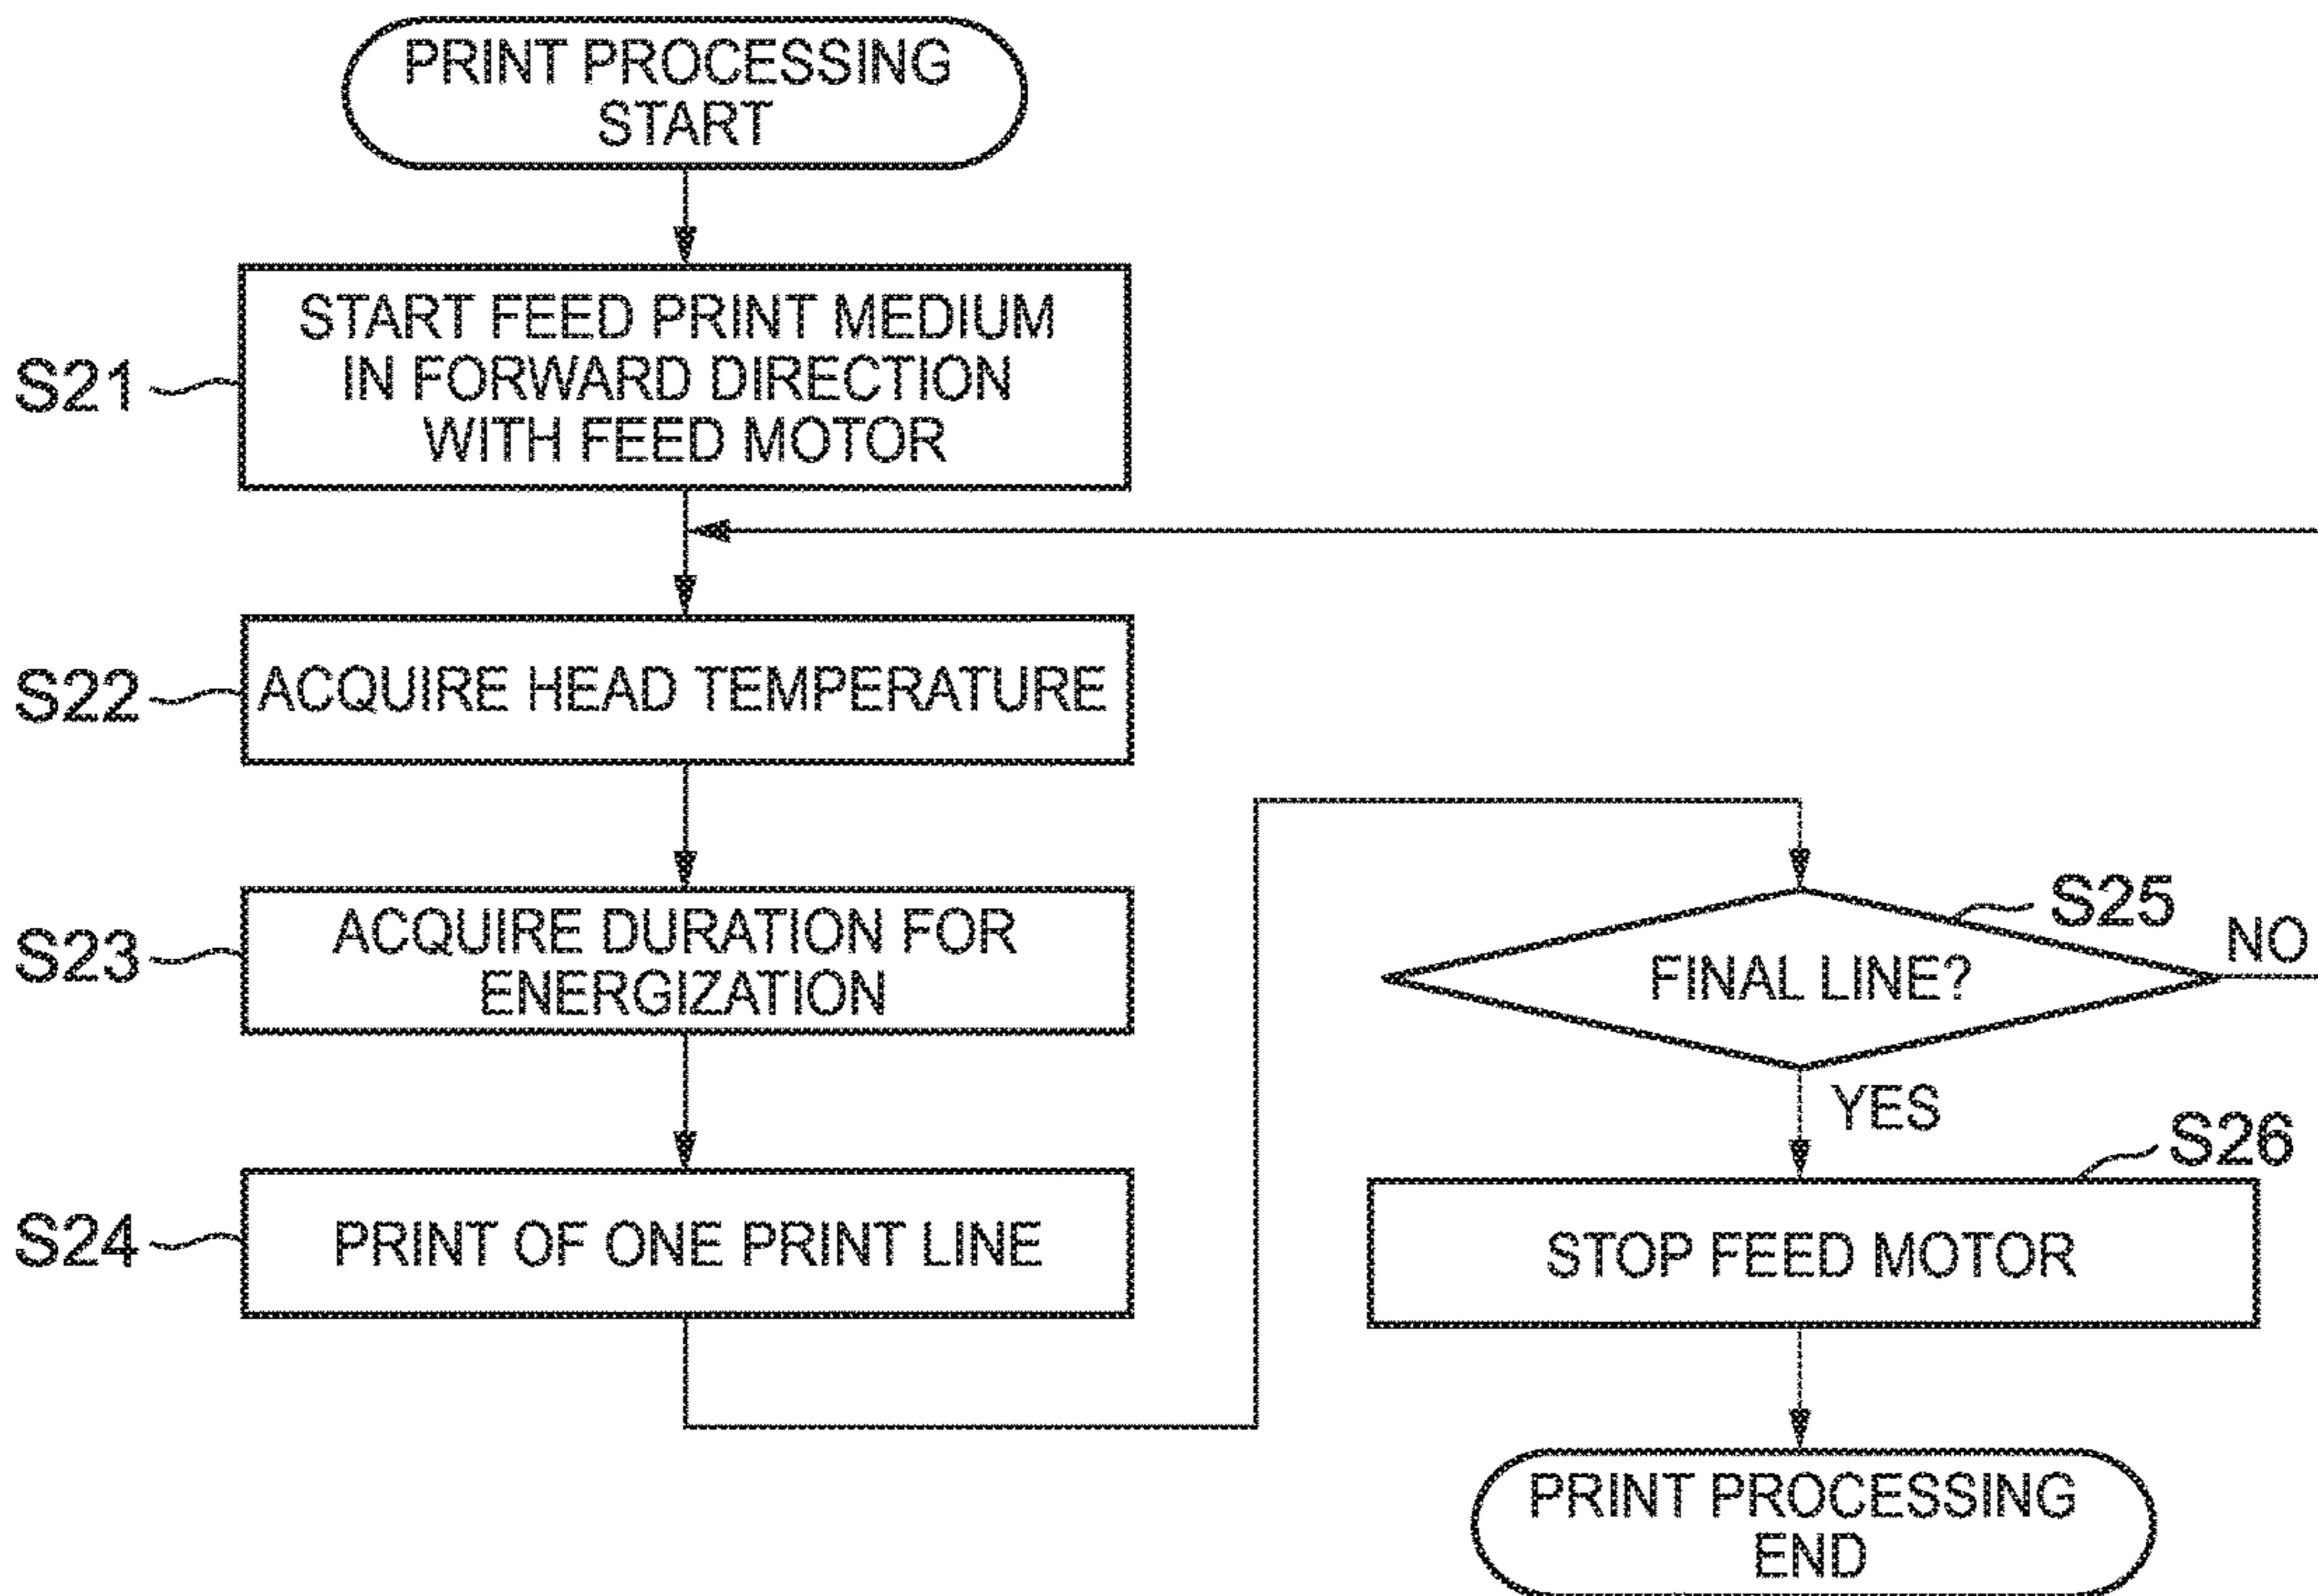 PRINT PROCESSING
START
S21
START FEED PRINT MEDIUM
IN FORWARD DIRECTION
WITH FEED MOTOR
S22
ACQUIRE HEAD TEMPERATURE
S23
ACQUIRE DURATION FOR
ENERGIZATION
S24
PRINT OF ONE PRINT LINE
S25
FINAL LINE?
NO
YES
S26
STOP FEED MOTOR
PRINT PROCESSING
END